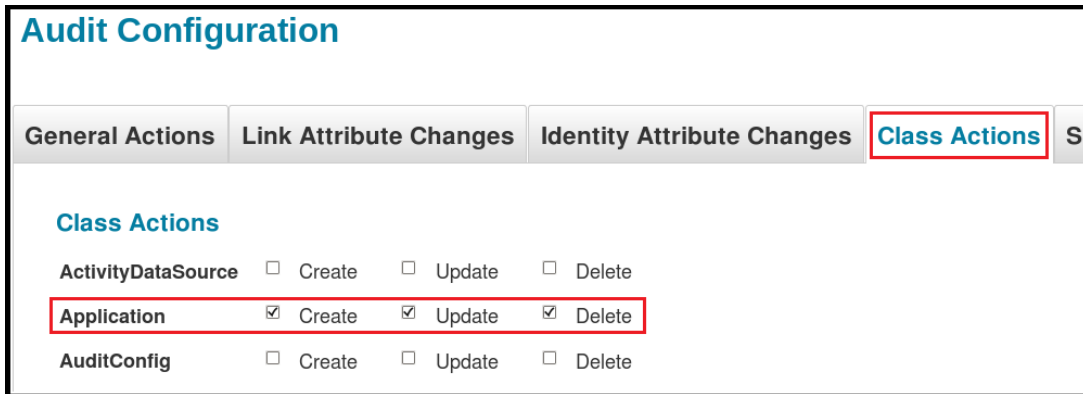 Audit Configuration
General Actions Link Attribute Changes Identity Attribute Changes Class Actions S
Class Actions
ActivityDataSource Create Update Delete
Application Create Update Delete
AuditConfig Create Update Delete